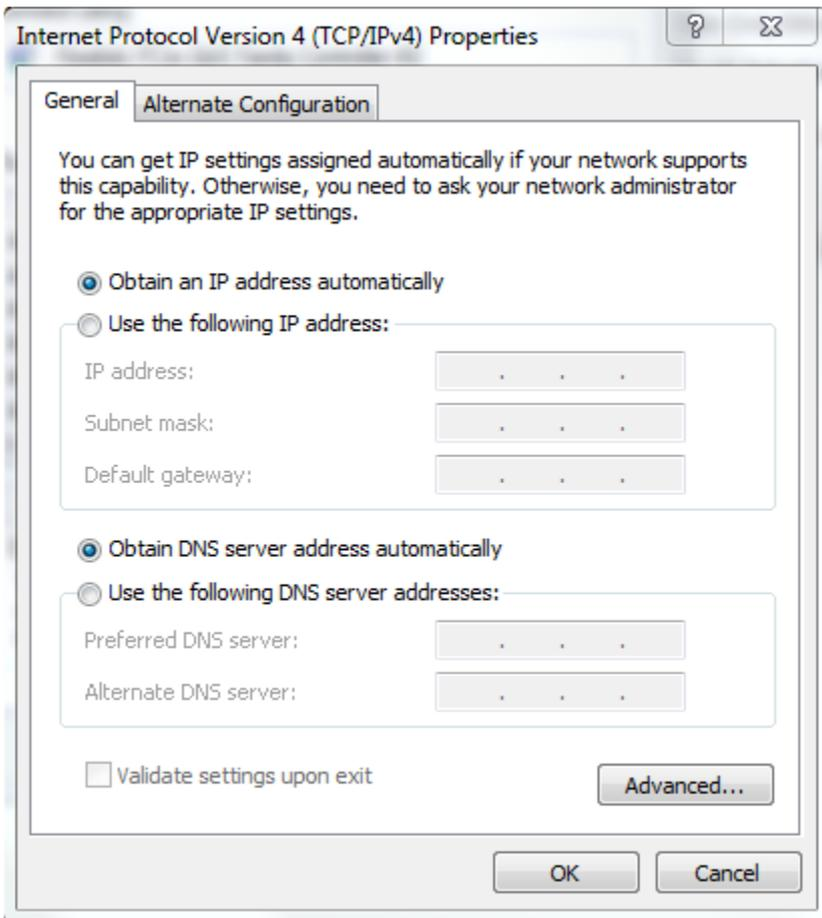 Internet Protocol Version 4 (TCP/IPv4) Properties
General
Alternate Configuration
You can get IP settings assigned automatically if your network supports
this capability. Otherwise, you need to ask your network administrator
for the appropriate IP settings.
Obtain an IP address automatically
Use the following IP address:
IP address:
Subnet mask:
Default gateway:
Obtain DNS server address automatically
Use the following DNS server addresses:
Preferred DNS server:
Alternate DNS server:
Validate settings upon exit
Advanced...
OK
Cancel